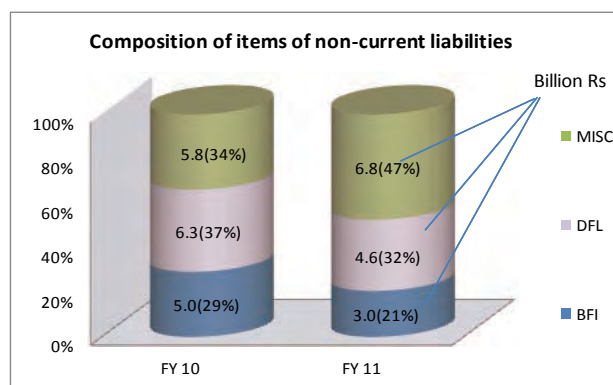 Composition of items of non-current liabilities
Billion Rs
100%
80%
60%
40%
20%
0%
5.8(34%)
6.3(37%)
5.0(29%)
6.8(47%)
4.6(32%)
3.0(21%)
FY 10
FY 11
MISC
DFL
BFI